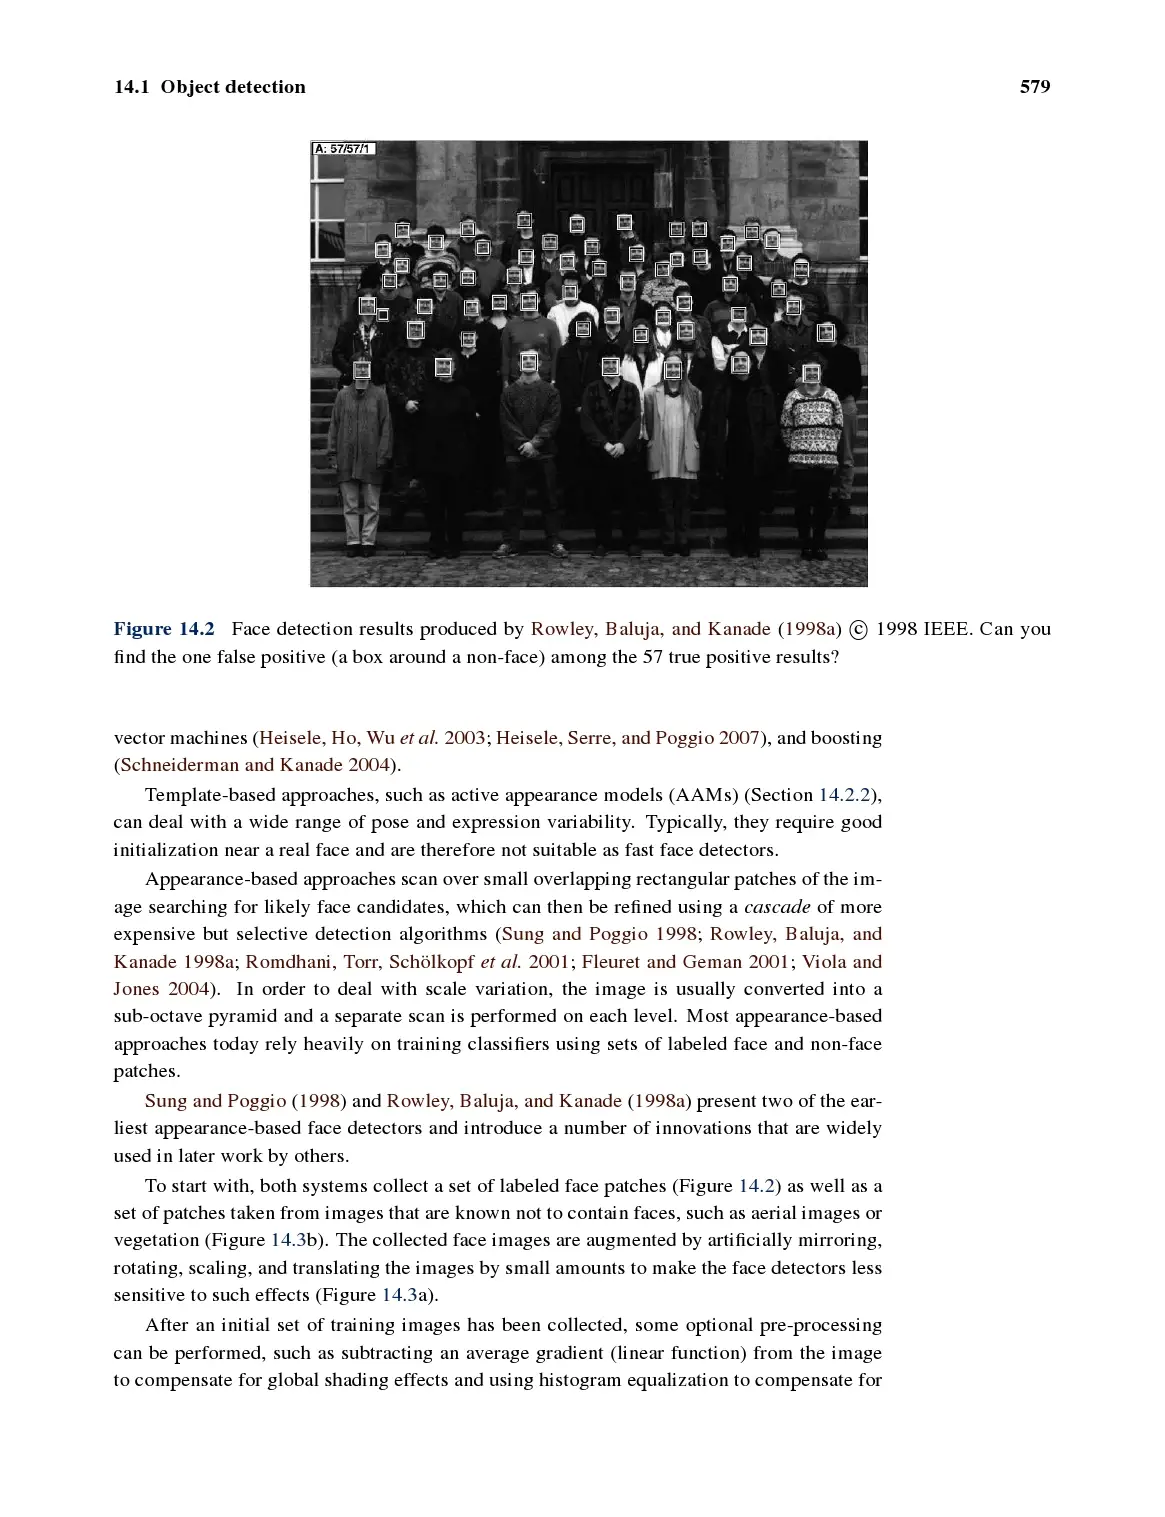 14.1 Object detection 579
A: 57/57/1
Figure 14.2 Face detection results produced by Rowley, Baluja, and Kanade (1998a) © 1998 IEEE. Can you
find the one false positive (a box around a non-face) among the 57 true positive results?
vector machines (Heisele, Ho, Wu et al. 2003; Heisele, Serre, and Poggio 2007), and boosting
(Schneiderman and Kanade 2004).
Template-based approaches, such as active appearance models (AAMs) (Section 14.2.2),
can deal with a wide range of pose and expression variability. Typically, they require good
initialization near a real face and are therefore not suitable as fast face detectors.
Appearance-based approaches scan over small overlapping rectangular patches of the im-
age searching for likely face candidates, which can then be refined using a cascade of more
expensive but selective detection algorithms (Sung and Poggio 1998; Rowley, Baluja, and
Kanade 1998a; Romdhani, Torr, Schölkopf et al. 2001; Fleuret and Geman 2001; Viola and
Jones 2004). In order to deal with scale variation, the image is usually converted into a
sub-octave pyramid and a separate scan is performed on each level. Most appearance-based
approaches today rely heavily on training classifiers using sets of labeled face and non-face
patches.
Sung and Poggio (1998) and Rowley, Baluja, and Kanade (1998a) present two of the ear-
liest appearance-based face detectors and introduce a number of innovations that are widely
used in later work by others.
To start with, both systems collect a set of labeled face patches (Figure 14.2) as well as a
set of patches taken from images that are known not to contain faces, such as aerial images or
vegetation (Figure 14.3b). The collected face images are augmented by artificially mirroring,
rotating, scaling, and translating the images by small amounts to make the face detectors less
sensitive to such effects (Figure 14.3a).
After an initial set of training images has been collected, some optional pre-processing
can be performed, such as subtracting an average gradient (linear function) from the image
to compensate for global shading effects and using histogram equalization to compensate for